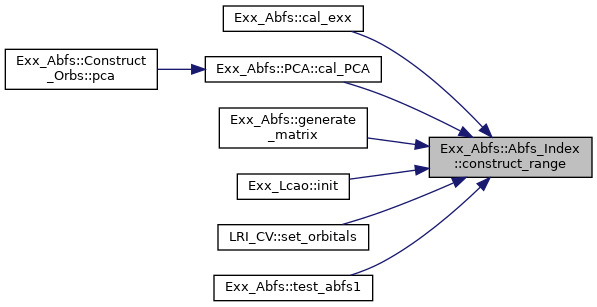 Exx_Abfs::cal_exx
Exx_Abfs::Construct
_Orbs::pca
Exx_Abfs::PCA::cal_PCA
Exx_Abfs::generate
_matrix
Exx_Abfs::Abfs_Index
::construct_range
Exx_Lcao::init
LRI_CV::set_orbitals
Exx_Abfs::test_abfs1